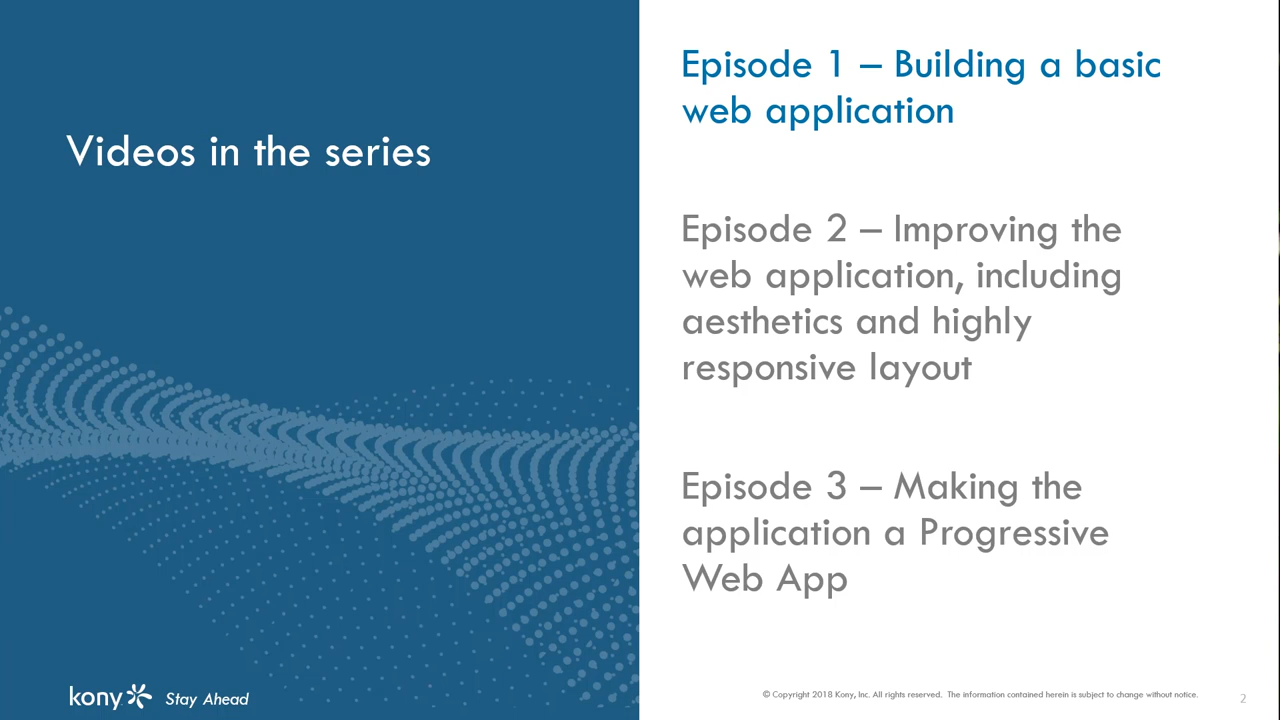 Videos in the series
Episode 1 – Building a basic
web application
Episode 2 – Improving the
web application, including
aesthetics and highly
responsive layout
Episode 3 – Making the
application a Progressive
Web App
kony Stay Ahead
© Copyright 2018 Kony, Inc. All rights reserved. The information contained herein is subject to change without notice.
2